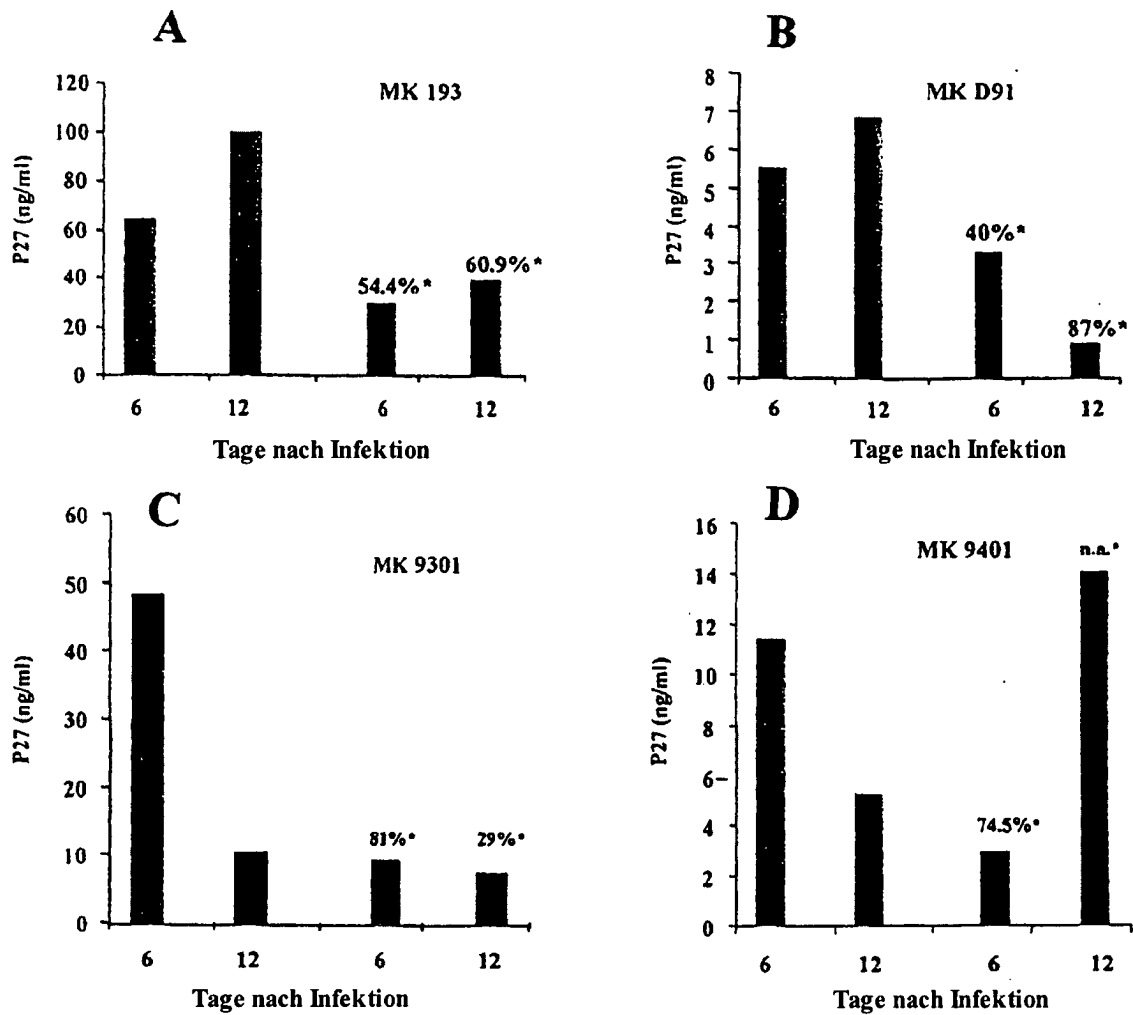 A
MK 193
P27 (ng/ml)
120
100
80
60
40
20
0
54.4%*
60.9%*
6 12 6 12
Tage nach Infektion
B
MK D91
P27 (ng/ml)
8
7
6
5
4
3
2
1
0
40%*
87%*
6 12 6 12
Tage nach Infektion
C
MK 9301
P27 (ng/ml)
60
50
40
30
20
10
0
81%*
29%*
6 12 6 12
Tage nach Infektion
D
MK 9401
P27 (ng/ml)
16
14
12
10
8
6
4
2
0
n.a.*
74.5%*
6 12 6 12
Tage nach Infektion